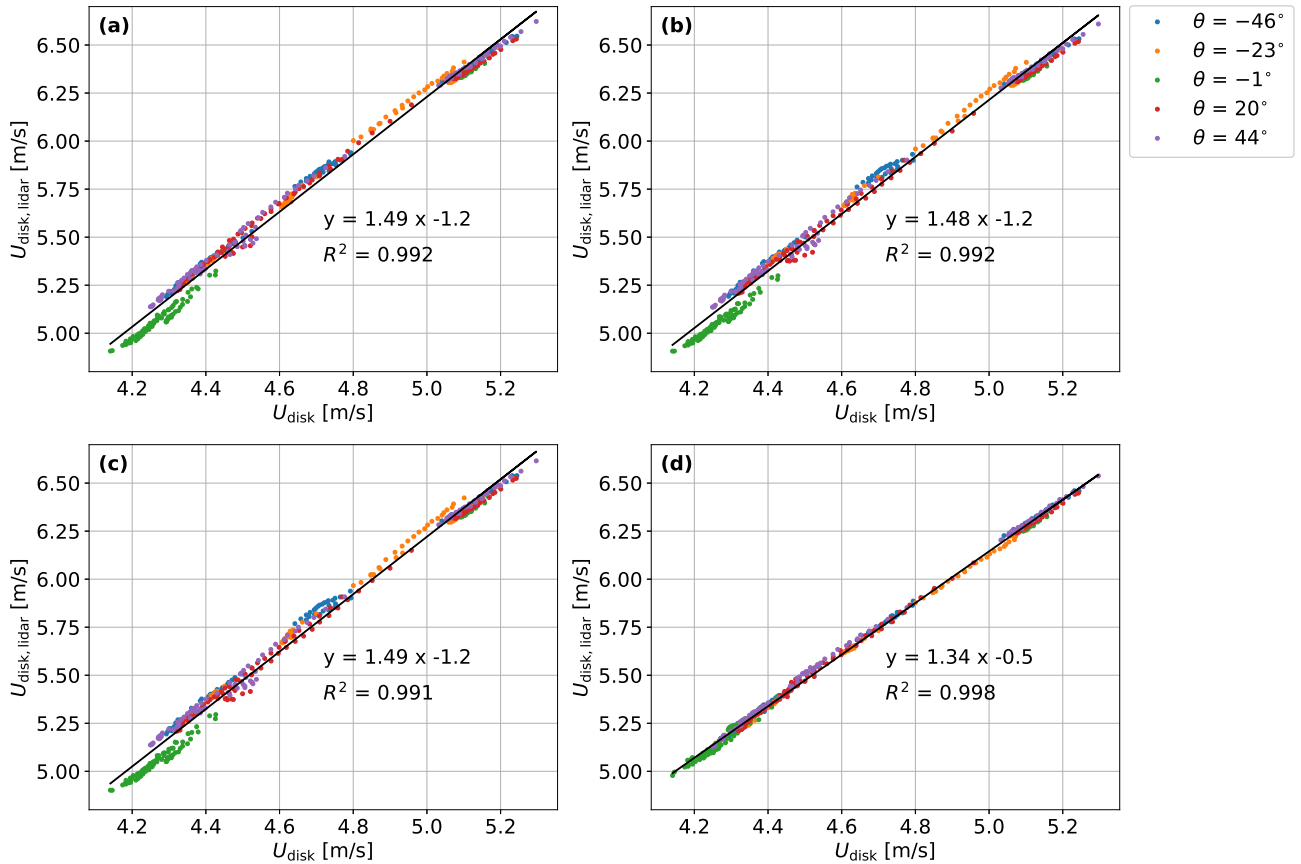 (a)
6.50
6.25
6.00
5.75
5.50
5.25
5.00
U_disk, lidar [m/s]
y = 1.49 x -1.2
R² = 0.992
4.2 4.4 4.6 4.8 5.0 5.2
U_disk [m/s]
(b)
6.50
6.25
6.00
5.75
5.50
5.25
5.00
U_disk, lidar [m/s]
y = 1.48 x -1.2
R² = 0.992
4.2 4.4 4.6 4.8 5.0 5.2
U_disk [m/s]
θ = −46°
θ = −23°
θ = −1°
θ = 20°
θ = 44°
(c)
6.50
6.25
6.00
5.75
5.50
5.25
5.00
U_disk, lidar [m/s]
y = 1.49 x -1.2
R² = 0.991
4.2 4.4 4.6 4.8 5.0 5.2
U_disk [m/s]
(d)
6.50
6.25
6.00
5.75
5.50
5.25
5.00
U_disk, lidar [m/s]
y = 1.34 x -0.5
R² = 0.998
4.2 4.4 4.6 4.8 5.0 5.2
U_disk [m/s]